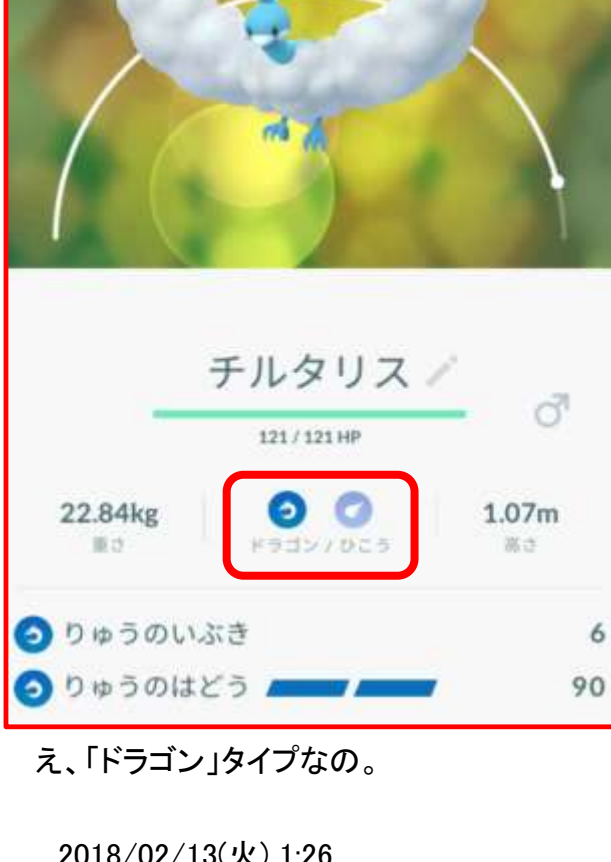 チルタリス
121 / 121 HP
22.84kg
重さ
ドラゴン / ひこう
1.07m
高さ
りゅうのいぶき 6
りゅうのはどう 90
え、「ドラゴン」タイプなの。
2018/02/13(火) 1:26